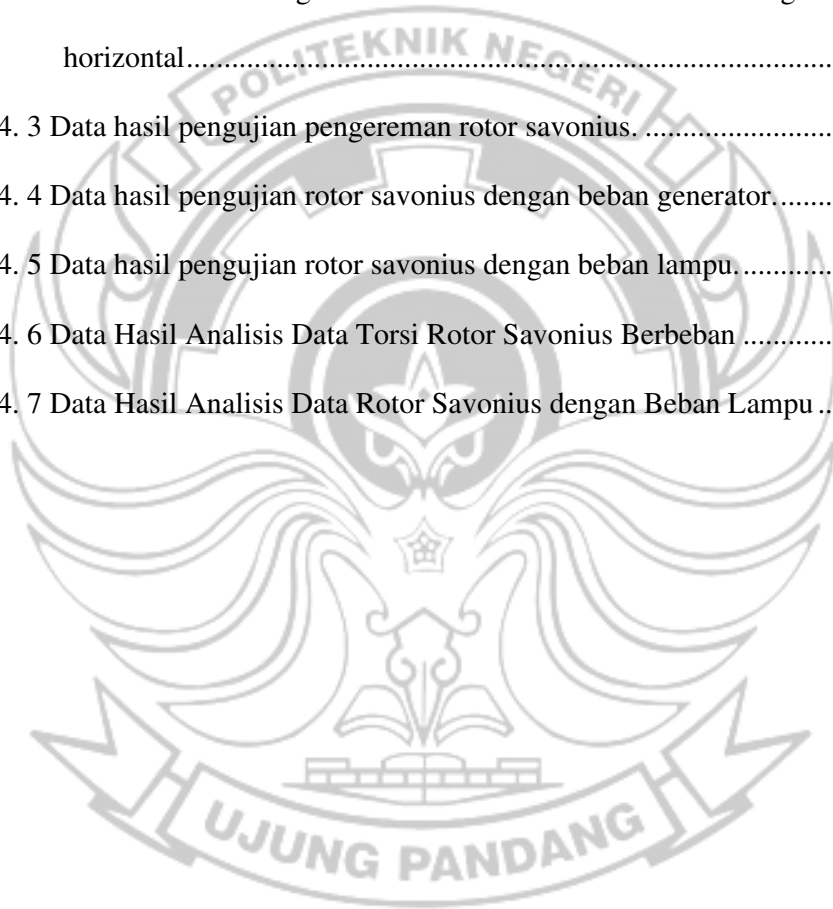 horizontal
4. 3 Data hasil pengujian pengereman rotor savonius.
4. 4 Data hasil pengujian rotor savonius dengan beban generator.
4. 5 Data hasil pengujian rotor savonius dengan beban lampu.
4. 6 Data Hasil Analisis Data Torsi Rotor Savonius Berbeban
4. 7 Data Hasil Analisis Data Rotor Savonius dengan Beban Lampu
POLITEKNIK NEGERI
UJUNG PANDANG